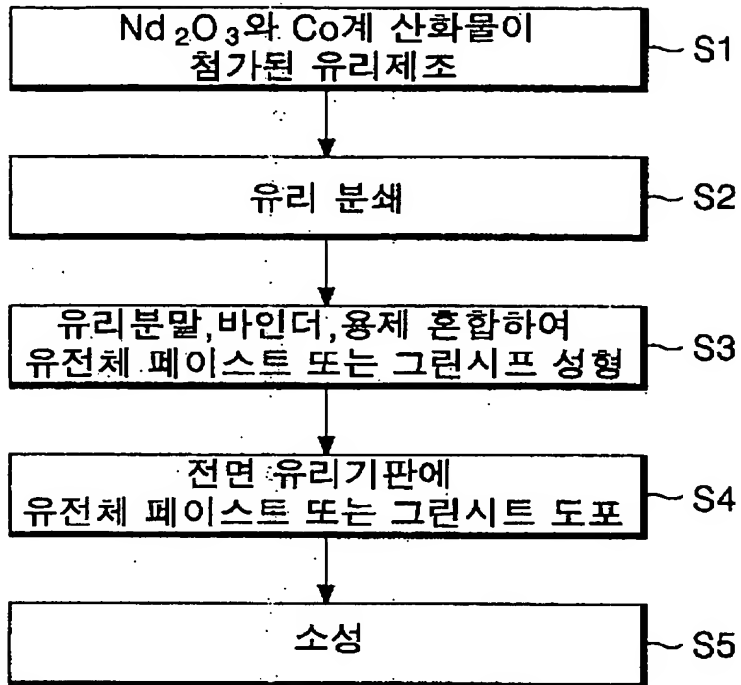 Nd₂O₃와 Co계 산화물이
첨가된 유리제조
S1
유리 분쇄
S2
유리분말,바인더,용제 혼합하여
유전체 페이스트 또는 그린시프 성형
S3
전면 유리기판에
유전체 페이스트 또는 그린시트 도포
S4
소성
S5